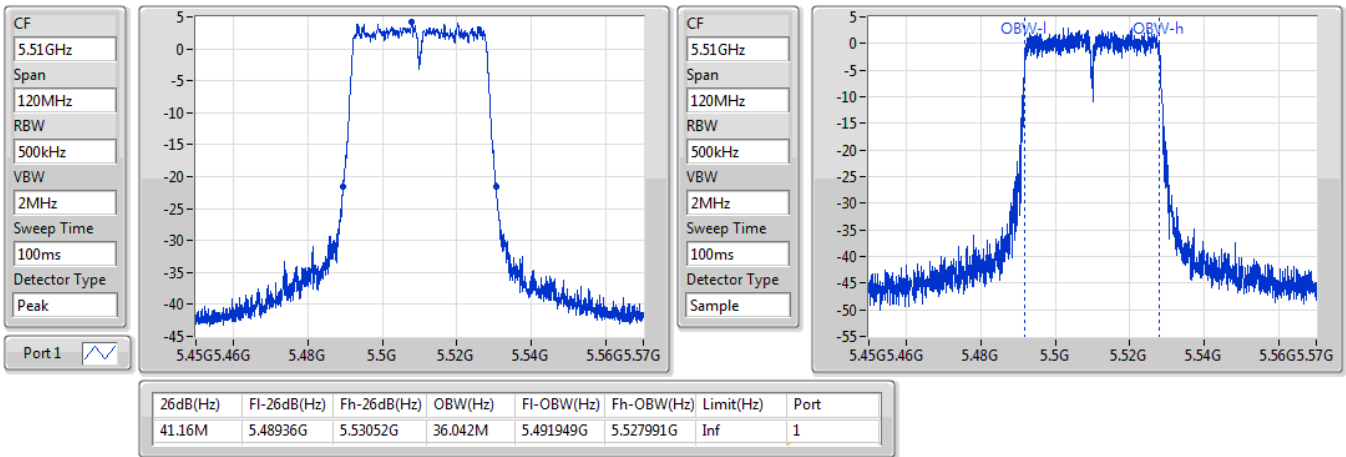 CF
5.51GHz
Span
120MHz
RBW
500kHz
VBW
2MHz
Sweep Time
100ms
Detector Type
Peak
Port 1
5
0
-5
-10
-15
-20
-25
-30
-35
-40
-45
5.45G 5.46G 5.48G 5.5G 5.52G 5.54G 5.56G 5.57G
CF
5.51GHz
Span
120MHz
RBW
500kHz
VBW
2MHz
Sweep Time
100ms
Detector Type
Sample
OBW-l OBW-h
5
0
-5
-10
-15
-20
-25
-30
-35
-40
-45
-50
-55
5.45G 5.46G 5.48G 5.5G 5.52G 5.54G 5.56G 5.57G
26dB(Hz) Fl-26dB(Hz) Fh-26dB(Hz) OBW(Hz) Fl-OBW(Hz) Fh-OBW(Hz) Limit(Hz) Port
41.16M 5.48936G 5.53052G 36.042M 5.491949G 5.527991G Inf 1